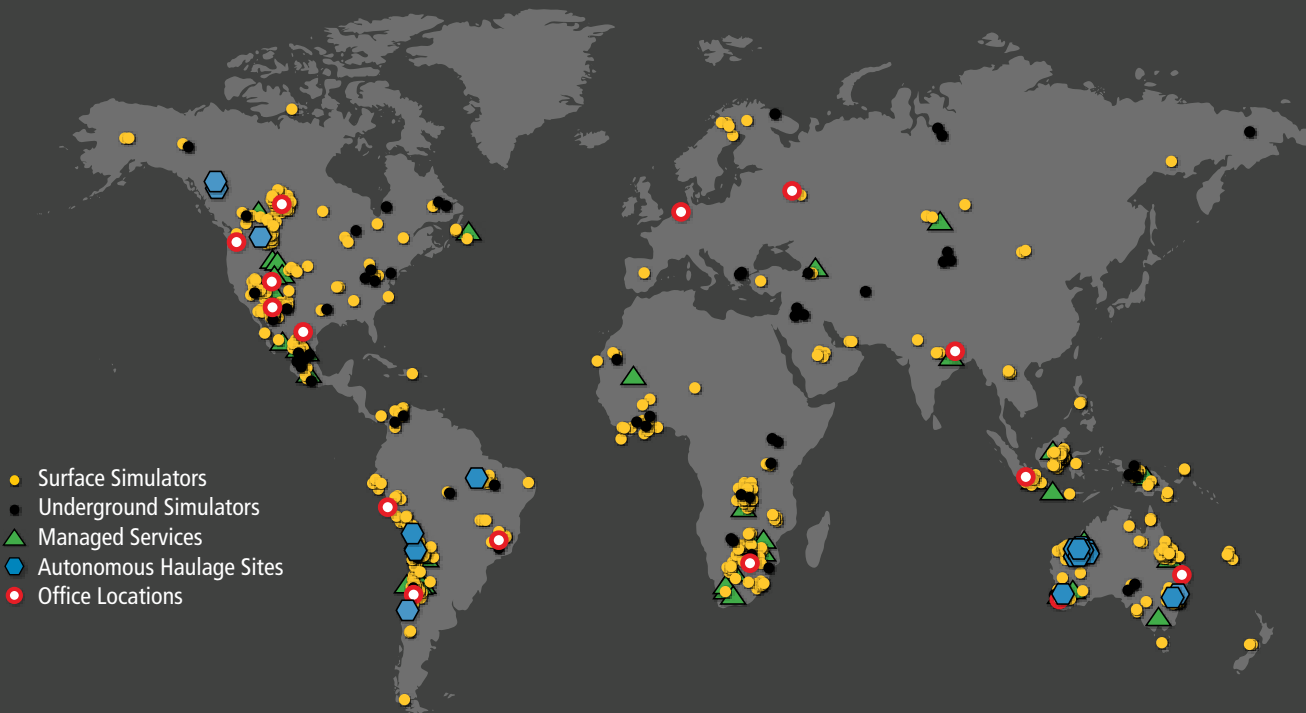 Surface Simulators
Underground Simulators
Managed Services
Autonomous Haulage Sites
Office Locations